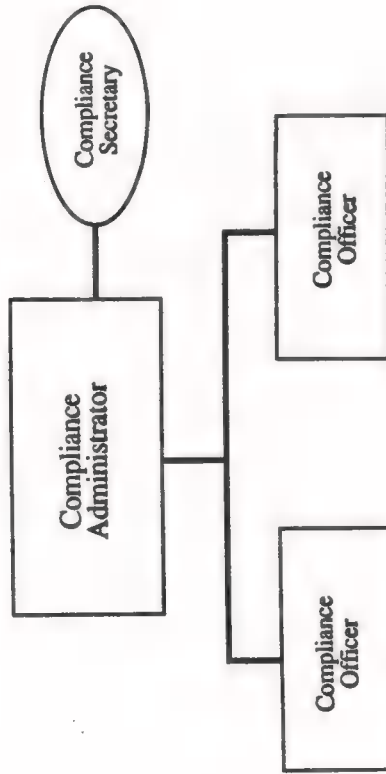 Compliance
Administrator
Compliance
Secretary
Compliance
Officer
Compliance
Officer